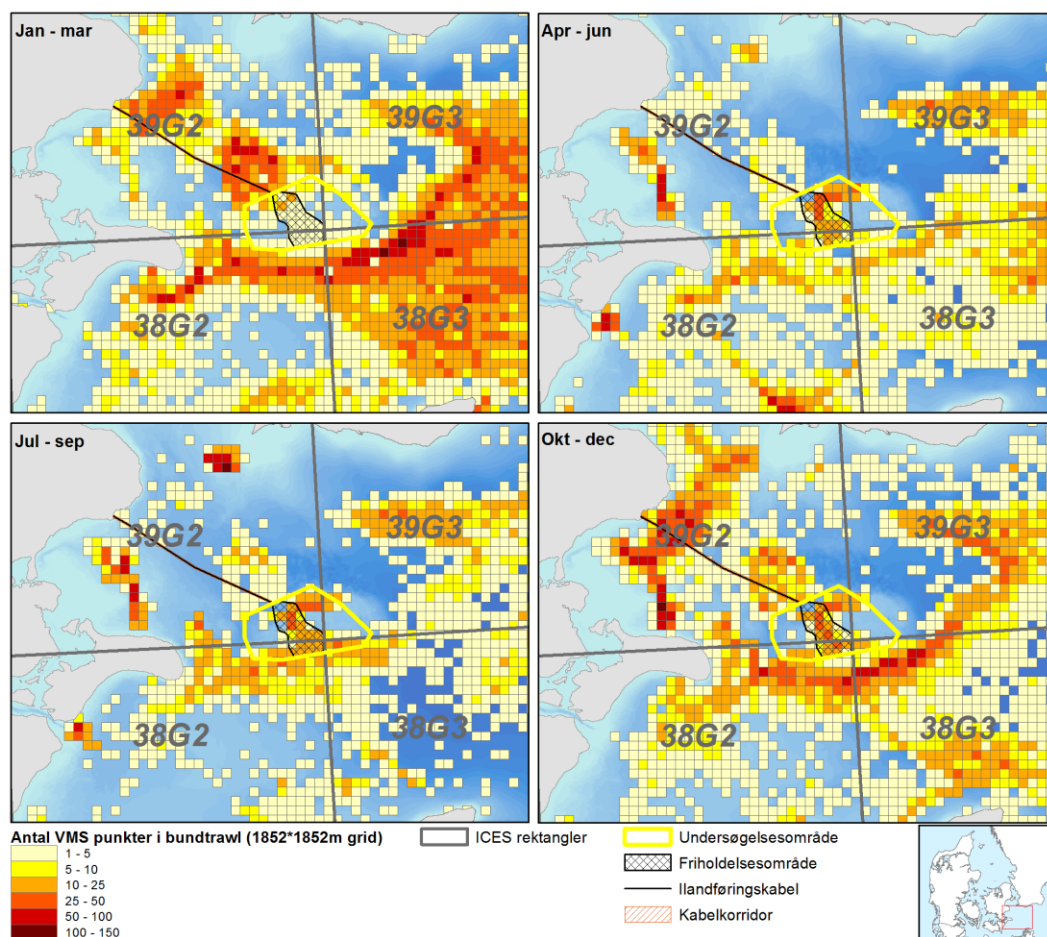 Jan - mar
39G2
39G3
38G2
38G3
Apr - jun
39G2
39G3
38G2
38G3
Jul - sep
39G2
39G3
38G2
38G3
Okt - dec
39G2
39G3
38G2
38G3
Antal VMS punkter i bundtrawl (1852*1852m grid)
1 - 5
5 - 10
10 - 25
25 - 50
50 - 100
100 - 150
ICES rektangler
Undersøgelsesområde
Friholdelsesområde
Ilandføringskabel
Kabelkorridor